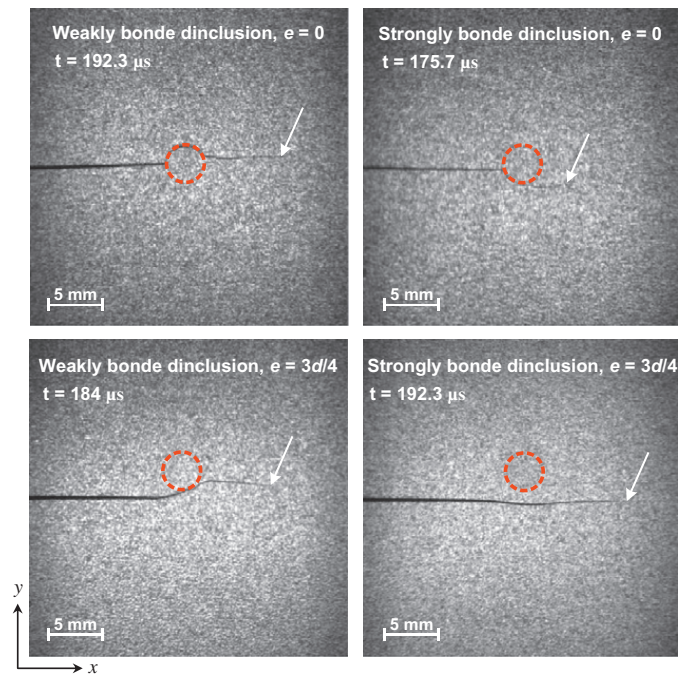 Weakly bonde dinclusion, e = 0
t = 192.3 µs
5 mm
Strongly bonde dinclusion, e = 0
t = 175.7 µs
5 mm
Weakly bonde dinclusion, e = 3d/4
t = 184 µs
5 mm
Strongly bonde dinclusion, e = 3d/4
t = 192.3 µs
5 mm
y
x